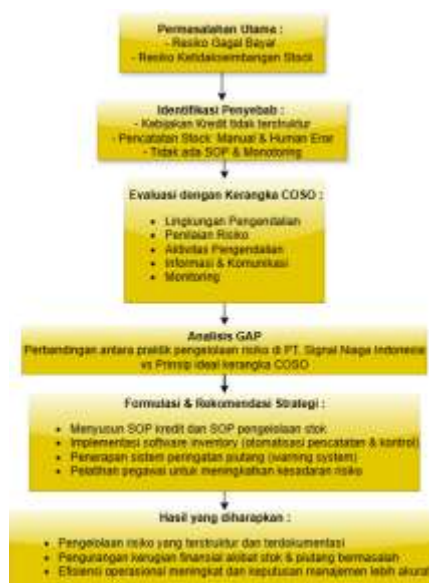 Permasalahan Utama :
- Resiko Gagal Bayar
- Resiko Ketidakseimbangan Stock
Identifikasi Penyebab :
- Kebijakan Kredit tidak terstruktur
- Pencatatan Stock: Manual & Human Eror
- Tidak ada SOP & Monotoring
Evaluasi dengan Kerangka COSO :
• Lingkungan Pengendalian
• Penilaian Risiko
• Aktivitas Pengendalian
• Informasi & Komunikasi
• Monitoring
Analisis GAP
Perbandingan antara praktik pengelolaan risiko di PT. Signal Niaga Indonesia
vs Prinsip ideal kerangka COSO
Formulasi & Rekomendasi Strategi :
• Menyusun SOP kredit dan SOP pengelolaan stok
• Implementasi software inventory (otomatisasi pencatatan & kontrol)
• Penerapan sistem peringatan piutang (warning system)
• Pelatihan pegawai untuk meningkatkan kesadaran risiko
Hasil yang diharapkan :
• Pengelolaan risiko yang terstruktur dan terdokumentasi
• Pengurangan kerugian finansial akibat stok & piutang bermasalah
• Efisiensi operasional meningkat dan keputusan manajemen lebih akurat